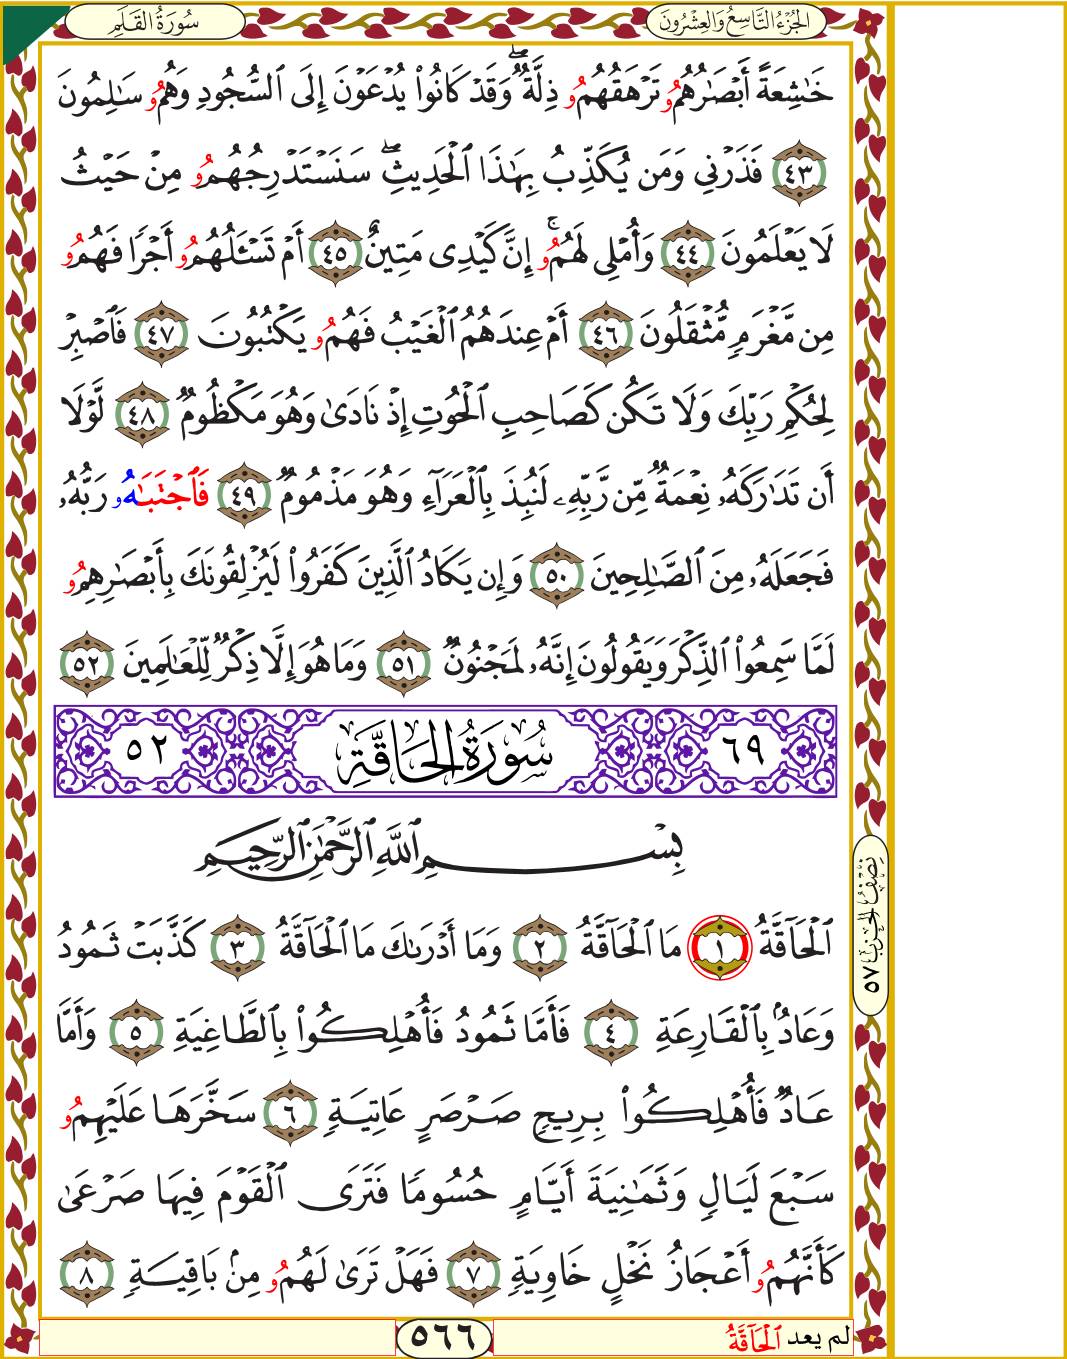 الجُزْءُ التَّاسِعُ وَالعِشْرُونَ
سُورَةُ القَلَمِ
خَٰشِعَةً أَبْصَٰرُهُمُۥ تَرْهَقُهُمُۥ ذِلَّةٌۖ وَقَدْ كَانُوا۟ يُدْعَوْنَ إِلَى ٱلسُّجُودِ وَهُمُۥ سَٰلِمُونَ
٤٣ فَذَرْنِي وَمَن يُكَذِّبُ بِهَٰذَا ٱلْحَدِيثِۖ سَنَسْتَدْرِجُهُمُۥ مِنْ حَيْثُ
لَا يَعْلَمُونَ ٤٤ وَأُمْلِى لَهُمُۥۚ إِنَّ كَيْدِى مَتِينٌ ٤٥ أَمْ تَسْـَٔلُهُمُۥ أَجْرًا فَهُمُۥ
مِن مَّغْرَمٍ مُّثْقَلُونَ ٤٦ أَمْ عِندَهُمُ ٱلْغَيْبُ فَهُمُۥ يَكْتُبُونَ ٤٧ فَٱصْبِرْ
لِحُكْمِ رَبِّكَ وَلَا تَكُن كَصَاحِبِ ٱلْحُوتِ إِذْ نَادَىٰ وَهُوَ مَكْظُومٌ ٤٨ لَّوْلَا
أَن تَدَٰرَكَهُۥ نِعْمَةٌ مِّن رَّبِّهِۦ لَنُبِذَ بِٱلْعَرَآءِ وَهُوَ مَذْمُومٌ ٤٩ فَٱجْتَبَٰهُۥ رَبُّهُۥ
فَجَعَلَهُۥ مِنَ ٱلصَّٰلِحِينَ ٥٠ وَإِن يَكَادُ ٱلَّذِينَ كَفَرُوا۟ لَيُزْلِقُونَكَ بِأَبْصَٰرِهِمُۥ
لَمَّا سَمِعُوا۟ ٱلذِّكْرَ وَيَقُولُونَ إِنَّهُۥ لَمَجْنُونٌ ٥١ وَمَا هُوَ إِلَّا ذِكْرٌ لِّلْعَٰلَمِينَ ٥٢
٦٩ سُورَةُ الحَاقَّةِ ٥٢
بِسْمِ ٱللَّهِ ٱلرَّحْمَٰنِ ٱلرَّحِيمِ
ٱلْحَآقَّةُ ١ مَا ٱلْحَآقَّةُ ٢ وَمَا أَدْرَىٰكَ مَا ٱلْحَآقَّةُ ٣ كَذَّبَتْ ثَمُودُ
وَعَادٌۢ بِٱلْقَارِعَةِ ٤ فَأَمَّا ثَمُودُ فَأُهْلِكُوا۟ بِٱلطَّاغِيَةِ ٥ وَأَمَّا
عَادٌ فَأُهْلِكُوا۟ بِرِيحٍ صَرْصَرٍ عَاتِيَةٍ ٦ سَخَّرَهَا عَلَيْهِمُۥ
سَبْعَ لَيَالٍ وَثَمَٰنِيَةَ أَيَّامٍ حُسُومًا فَتَرَى ٱلْقَوْمَ فِيهَا صَرْعَىٰ
كَأَنَّهُمُۥ أَعْجَازُ نَخْلٍ خَاوِيَةٍ ٧ فَهَلْ تَرَىٰ لَهُمُۥ مِنۢ بَاقِيَةٍ ٨
نِصْفُ الحِزْبِ ٥٧
لم يعد ٱلْحَآقَّةُ
٥٦٦